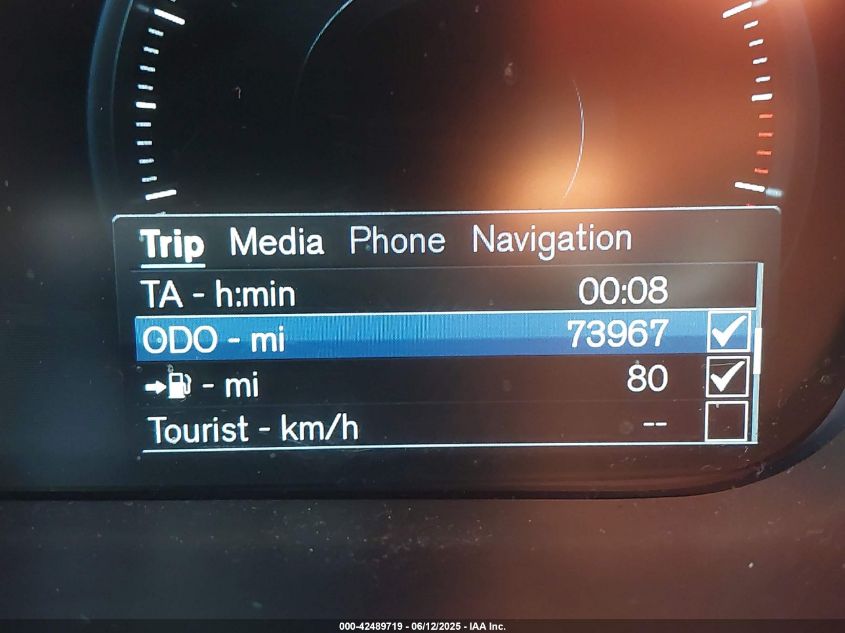 Trip Media Phone Navigation
TA - h:min 00:08
ODO - mi 73967
- mi 80
Tourist - km/h --
000-42489719 - 06/12/2025 - IAA Inc.